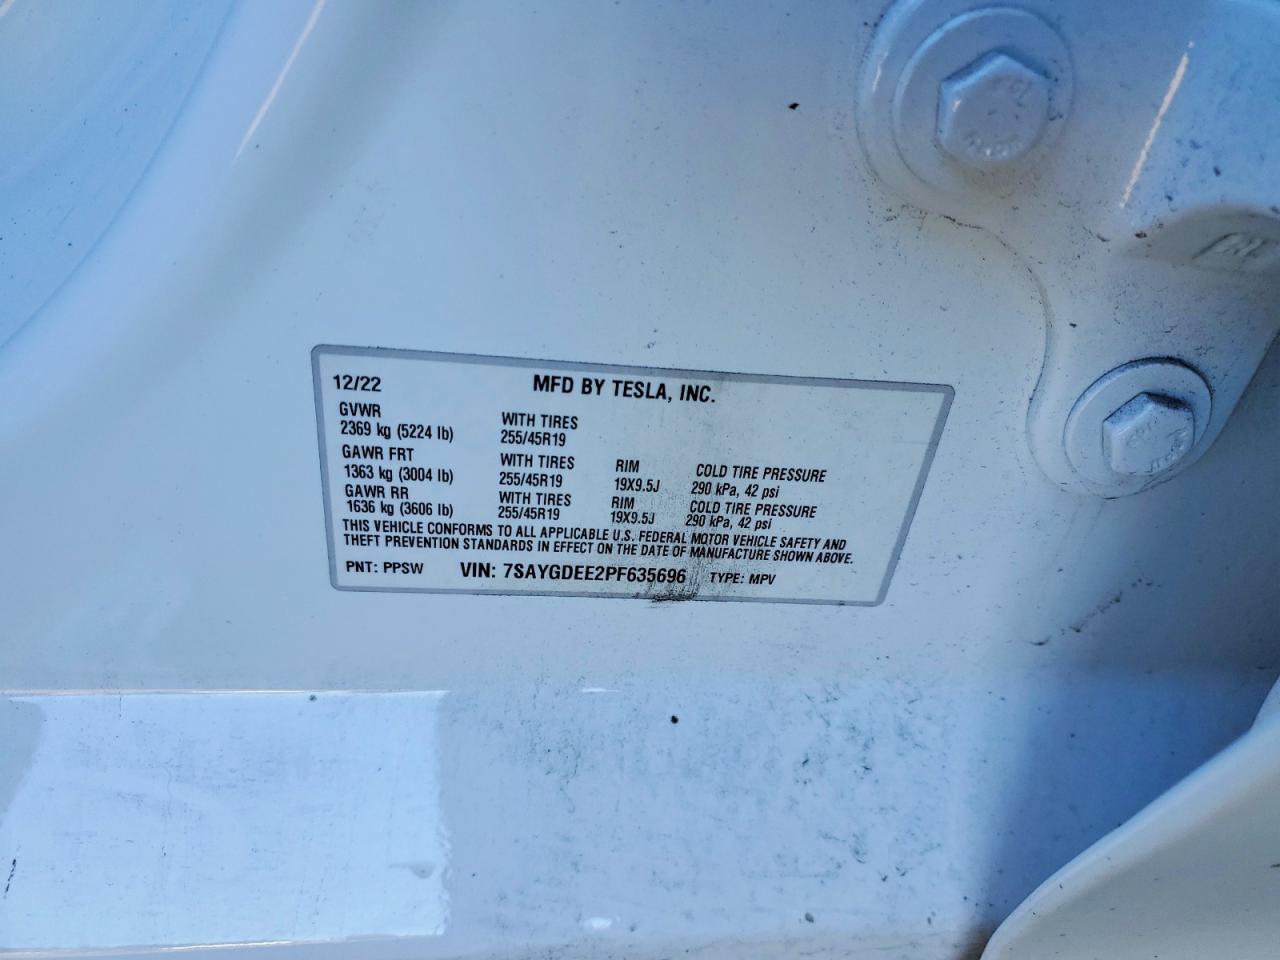 12/22 MFD BY TESLA, INC.
GVWR WITH TIRES
2369 kg (5224 lb) 255/45R19
GAWR FRT WITH TIRES RIM COLD TIRE PRESSURE
1363 kg (3004 lb) 255/45R19 19X9.5J 290 kPa, 42 psi
GAWR RR WITH TIRES RIM COLD TIRE PRESSURE
1636 kg (3606 lb) 255/45R19 19X9.5J 290 kPa, 42 psi
THIS VEHICLE CONFORMS TO ALL APPLICABLE U.S. FEDERAL MOTOR VEHICLE SAFETY AND
THEFT PREVENTION STANDARDS IN EFFECT ON THE DATE OF MANUFACTURE SHOWN ABOVE.
PNT: PPSW VIN: 7SAYGDEE2PF635696 TYPE: MPV